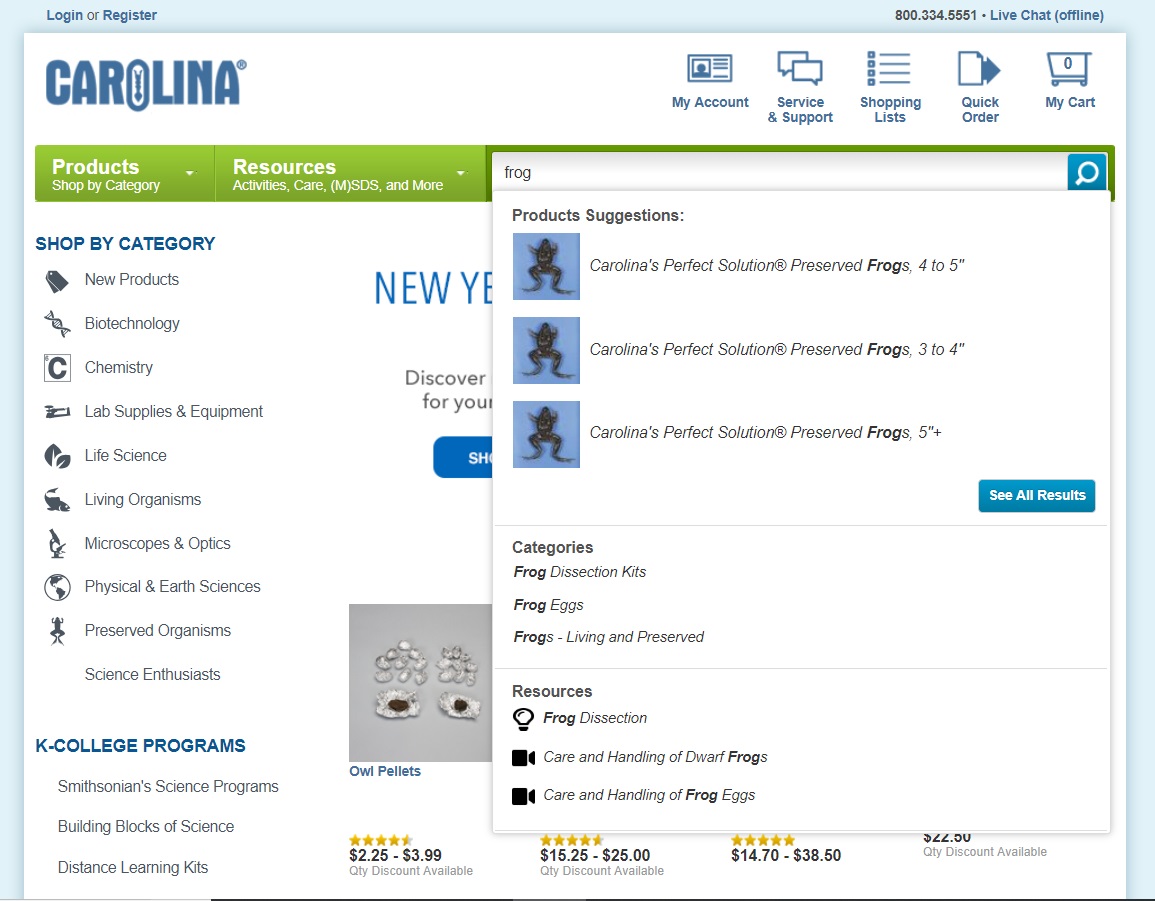 Login or Register
800.334.5551 • Live Chat (offline)
CAROLINA®
My Account
Service
& Support
Shopping
Lists
Quick
Order
0
My Cart
Products
Shop by Category
Resources
Activities, Care, (M)SDS, and More
frog
SHOP BY CATEGORY
New Products
Biotechnology
6
C
Chemistry
Lab Supplies & Equipment
Life Science
Living Organisms
Microscopes & Optics
Physical & Earth Sciences
Preserved Organisms
Science Enthusiasts
K-COLLEGE PROGRAMS
Smithsonian's Science Programs
Building Blocks of Science
Distance Learning Kits
NEW YE
Discover
for your
SHO
Products Suggestions:
Carolina's Perfect Solution® Preserved Frogs, 4 to 5"
Carolina's Perfect Solution® Preserved Frogs, 3 to 4"
Carolina's Perfect Solution® Preserved Frogs, 5"+
See All Results
Categories
Frog Dissection Kits
Frog Eggs
Frogs - Living and Preserved
Resources
Frog Dissection
Care and Handling of Dwarf Frogs
Care and Handling of Frog Eggs
Owl Pellets
$2.25 - $3.99
Qty Discount Available
$15.25 - $25.00
Qty Discount Available
$14.70 - $38.50
$22.50
Qty Discount Available